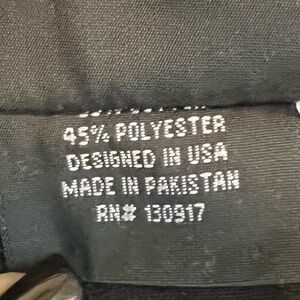 45% POLYESTER
DESIGNED IN USA
MADE IN PAKISTAN
RN# 130917